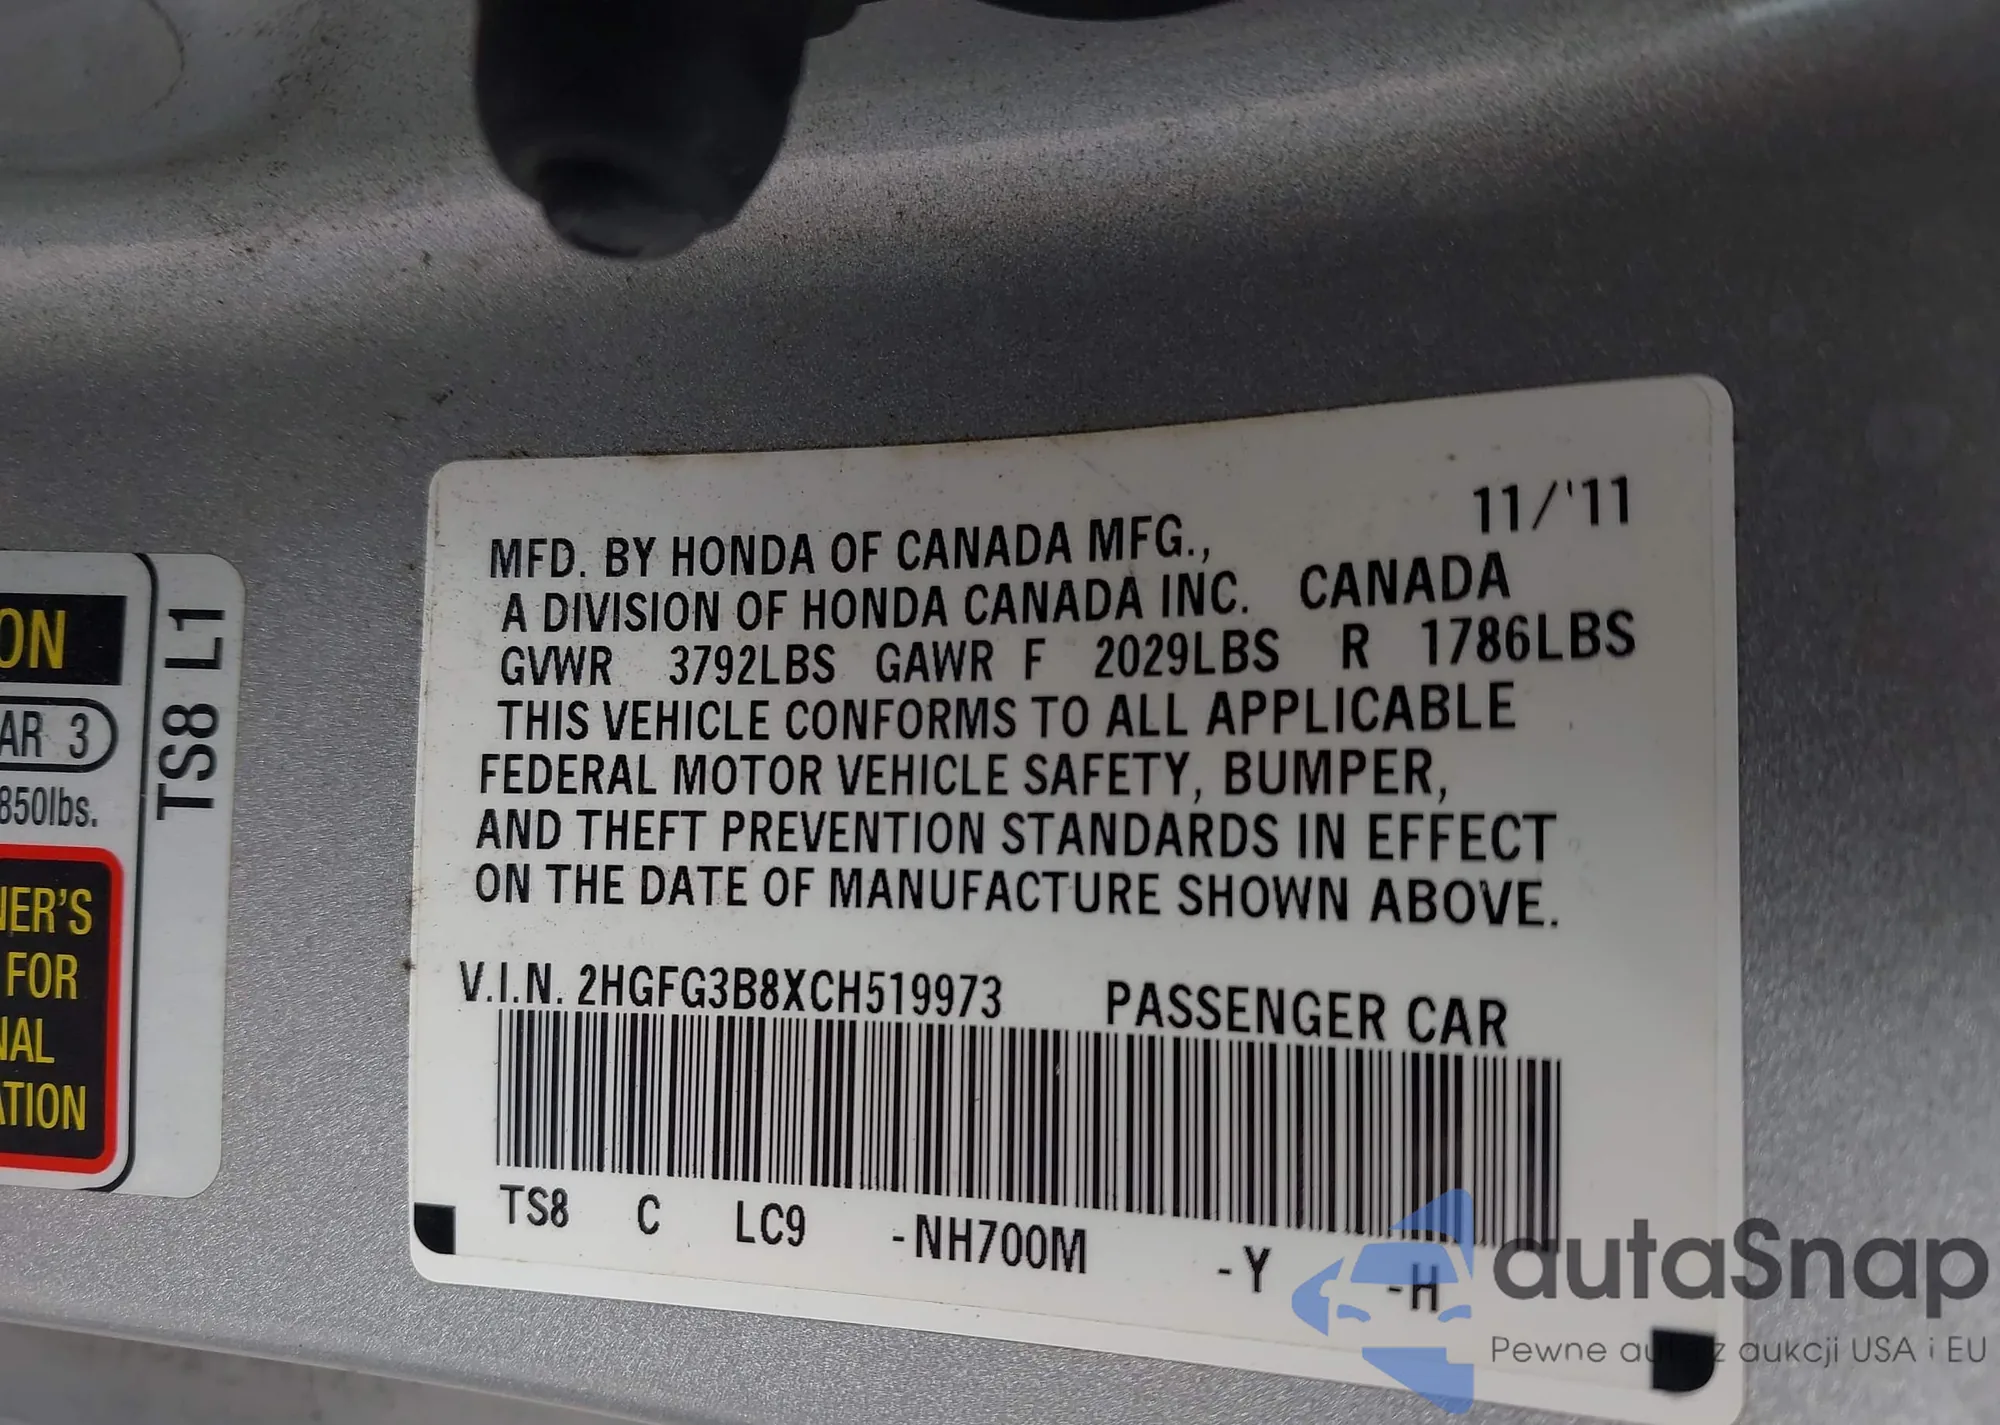 ON
AR 3
850lbs.
NER'S
FOR
NAL
ATION
TS8 L1
11/'11
MFD. BY HONDA OF CANADA MFG.,
A DIVISION OF HONDA CANADA INC. CANADA
GVWR 3792LBS GAWR F 2029LBS R 1786LBS
THIS VEHICLE CONFORMS TO ALL APPLICABLE
FEDERAL MOTOR VEHICLE SAFETY, BUMPER,
AND THEFT PREVENTION STANDARDS IN EFFECT
ON THE DATE OF MANUFACTURE SHOWN ABOVE.
V.I.N. 2HGFG3B8XCH519973 PASSENGER CAR
TS8 C LC9 -NH700M -Y -H
autaSnap
Pewne auta z aukcji USA i EU